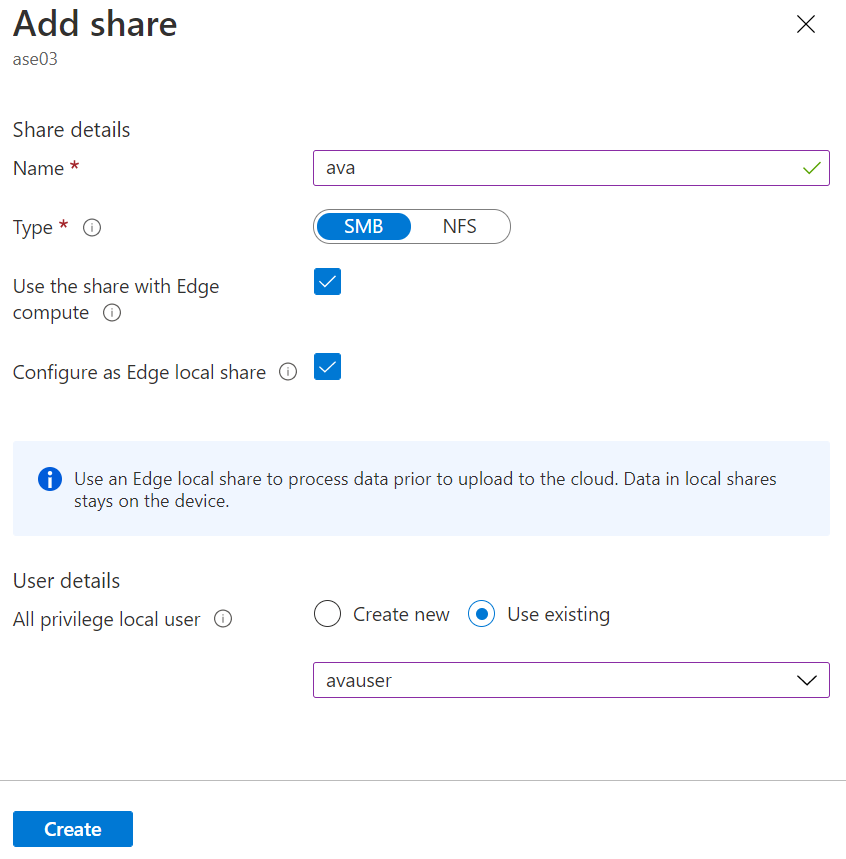 Add share
ase03
Share details
Name *
ava
Type *
SMB
NFS
Use the share with Edge
compute
Configure as Edge local share
Use an Edge local share to process data prior to upload to the cloud. Data in local shares
stays on the device.
User details
All privilege local user
Create new
Use existing
avauser
Create